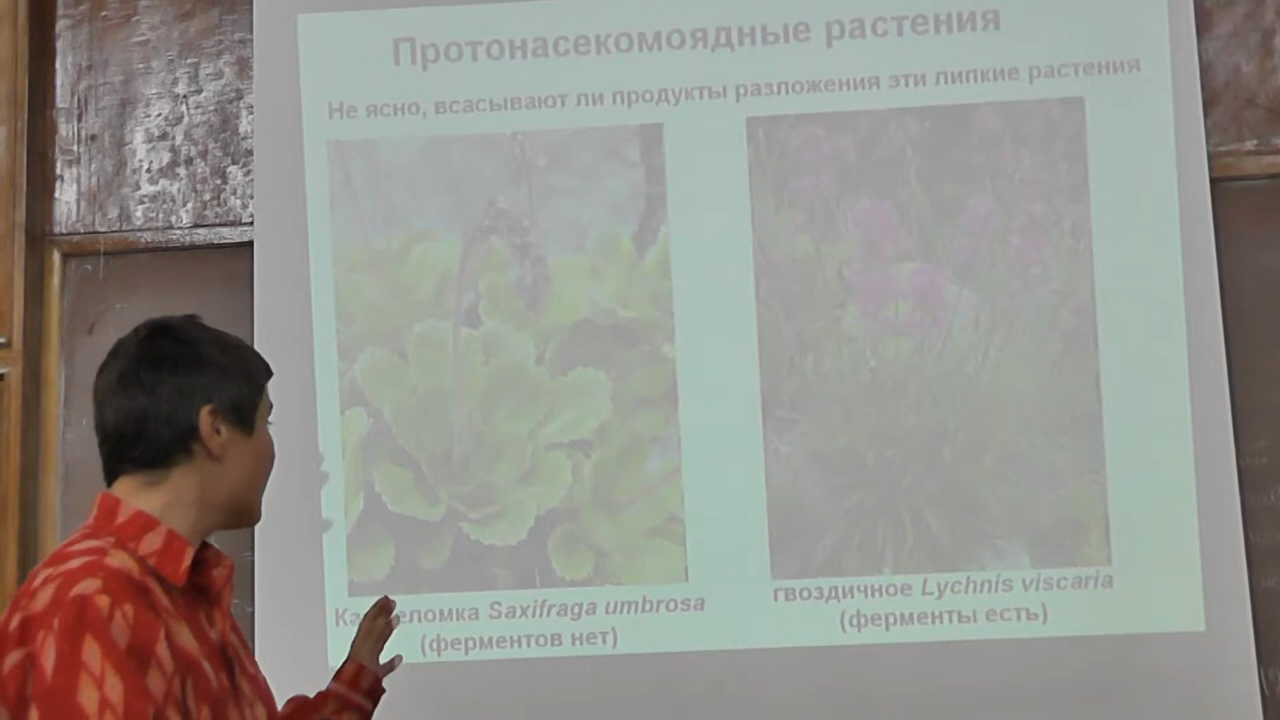 Протонасекомоядные растения
Не ясно, всасывают ли продукты разложения эти липкие растения
Saxifraga umbrosa
(ферментов нет)
гвоздичное Lychnis viscaria
(ферменты есть)